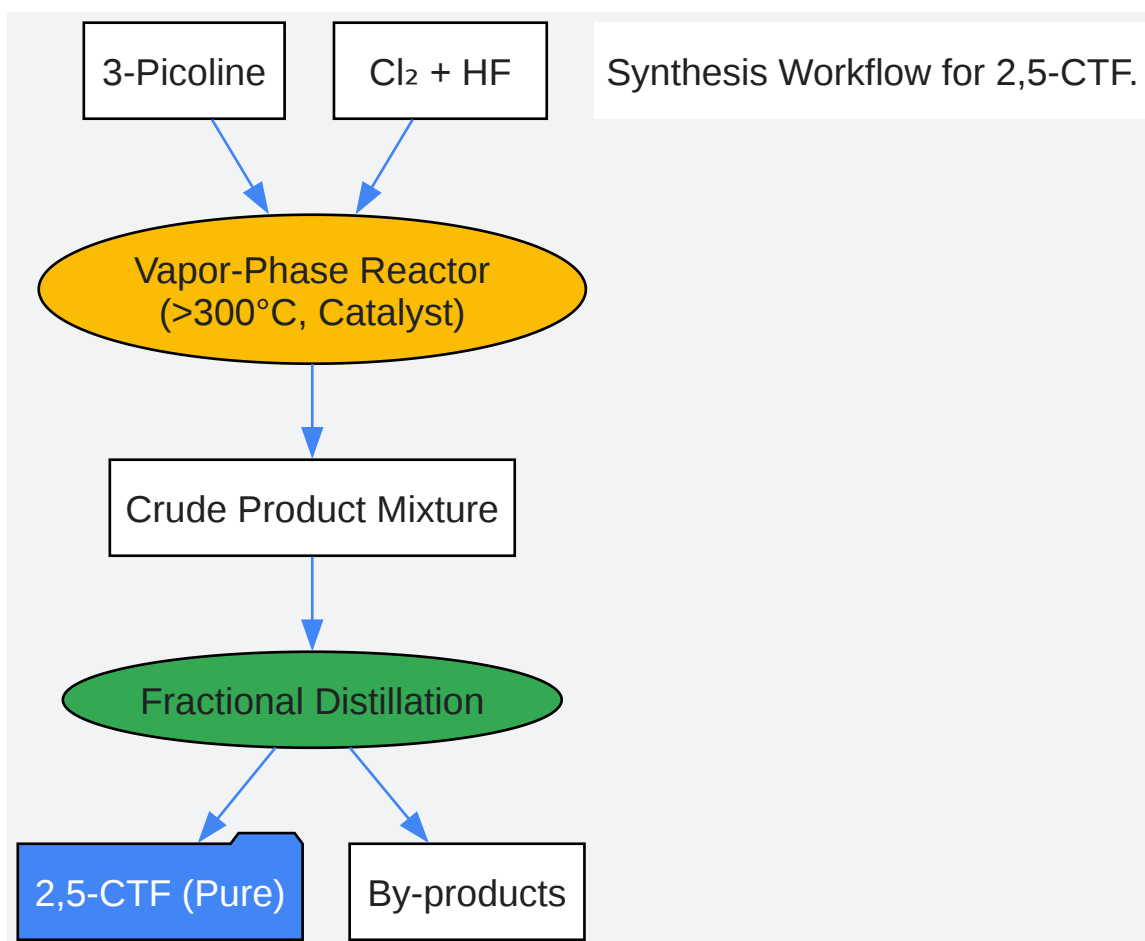 3-Picoline
Cl₂ + HF
Synthesis Workflow for 2,5-CTF.
Vapor-Phase Reactor
(>300°C, Catalyst)
Crude Product Mixture
Fractional Distillation
2,5-CTF (Pure)
By-products